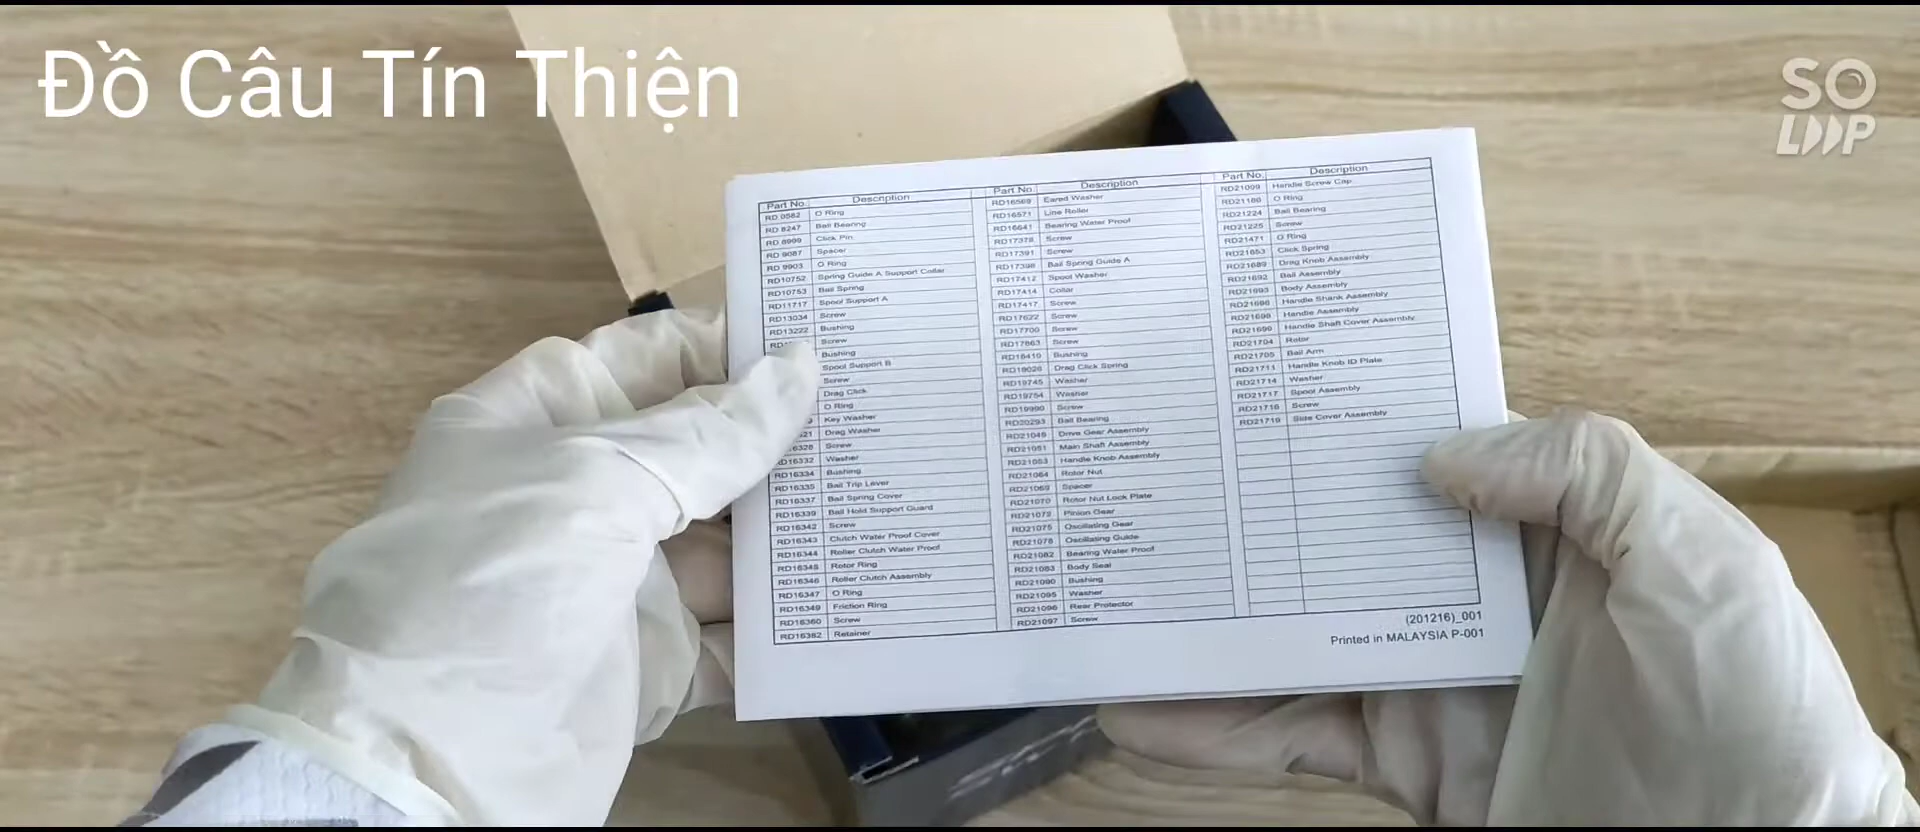 Đồ Câu Tín Thiện
SO
LOOP
Part No. Description
RD 0582 O Ring
RD 8247 Ball Bearing
RD 8999 Click Pin
RD 9087 Spacer
RD 9903 O Ring
RD10752 Spring Guide A Support Collar
RD10753 Bail Spring
RD11717 Spool Support A
RD13034 Screw
RD13222 Bushing
Screw
Bushing
Spool Support B
Screw
Drag Click
O Ring
Key Washer
Drag Washer
Screw
RD16332 Washer
RD16334 Bushing
RD16335 Bail Trip Lever
RD16337 Bail Spring Cover
RD16339 Bail Hold Support Guard
RD16342 Screw
RD16343 Clutch Water Proof Cover
RD16344 Roller Clutch Water Proof
RD16345 Rotor Ring
RD16346 Roller Clutch Assembly
RD16347 O Ring
RD16349 Friction Ring
RD16360 Screw
RD16382 Retainer
Part No. Description
RD16569 Eared Washer
RD16571 Line Roller
RD16641 Bearing Water Proof
RD17378 Screw
RD17391 Screw
RD17398 Bail Spring Guide A
RD17412 Spool Washer
RD17414 Collar
RD17417 Screw
RD17622 Screw
RD17700 Screw
RD17863 Screw
RD18410 Bushing
RD19028 Drag Click Spring
RD19745 Washer
RD19754 Washer
RD19990 Screw
RD20293 Ball Bearing
RD21045 Drive Gear Assembly
RD21051 Main Shaft Assembly
RD21053 Handle Knob Assembly
RD21064 Rotor Nut
RD21069 Spacer
RD21070 Rotor Nut Lock Plate
RD21072 Pinion Gear
RD21075 Oscillating Gear
RD21078 Oscillating Guide
RD21082 Bearing Water Proof
RD21083 Body Seal
RD21090 Bushing
RD21095 Washer
RD21096 Rear Protector
RD21097 Screw
Part No. Description
RD21099 Handle Screw Cap
RD21180 O Ring
RD21224 Ball Bearing
RD21225 Screw
RD21471 O Ring
RD21653 Click Spring
RD21689 Drag Knob Assembly
RD21692 Bail Assembly
RD21693 Body Assembly
RD21696 Handle Shank Assembly
RD21698 Handle Assembly
RD21699 Handle Shaft Cover Assembly
RD21704 Rotor
RD21705 Bail Arm
RD21711 Handle Knob ID Plate
RD21714 Washer
RD21717 Spool Assembly
RD21718 Screw
RD21719 Side Cover Assembly
(201216)_001
Printed in MALAYSIA P-001